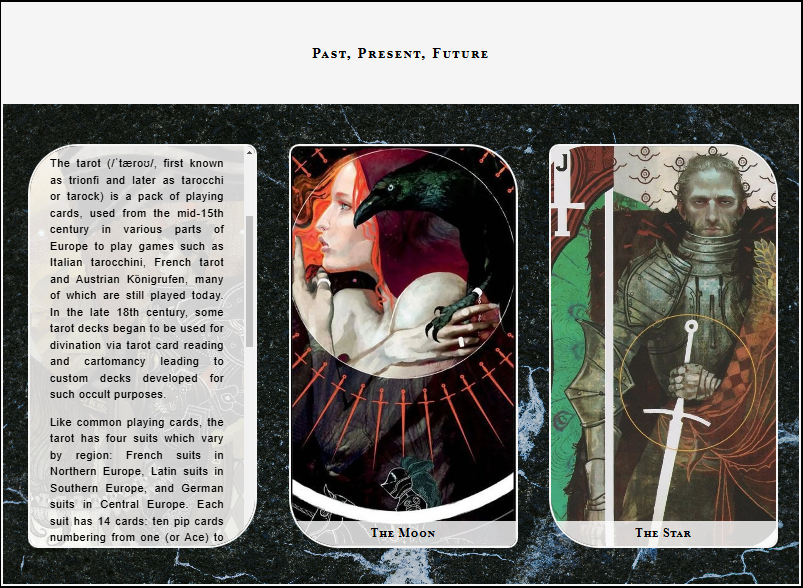 Past, Present, Future
The tarot (/ˈtæroʊ/, first known
as trionfi and later as tarocchi
or tarock) is a pack of playing
cards, used from the mid-15th
century in various parts of
Europe to play games such as
Italian tarocchini, French tarot
and Austrian Königrufen, many
of which are still played today.
In the late 18th century, some
tarot decks began to be used for
divination via tarot card reading
and cartomancy leading to
custom decks developed for
such occult purposes.
Like common playing cards, the
tarot has four suits which vary
by region: French suits in
Northern Europe, Latin suits in
Southern Europe, and German
suits in Central Europe. Each
suit has 14 cards: ten pip cards
numbering from one (or Ace) to
The Moon
J
The Star